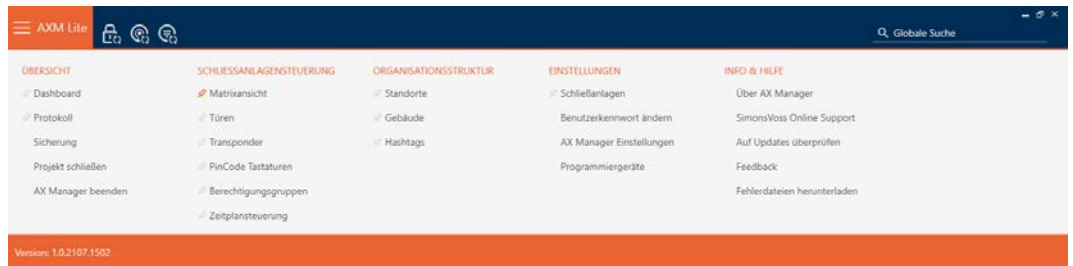 AXM Lite
Globale Suche
ÜBERSICHT
Dashboard
Protokoll
Sicherung
Projekt schließen
AX Manager beenden
SCHLIESSANLAGENSTEUERUNG
Matrixansicht
Türen
Transponder
PinCode Tastaturen
Berechtigungsgruppen
Zeitplansteuerung
ORGANISATIONSSTRUKTUR
Standorte
Gebäude
Hashtags
EINSTELLUNGEN
Schließanlagen
Benutzerkennwort ändern
AX Manager Einstellungen
Programmiergeräte
INFO & HILFE
Über AX Manager
SimonsVoss Online Support
Auf Updates überprüfen
Feedback
Fehlerdateien herunterladen
Version: 1.0.2107.1502